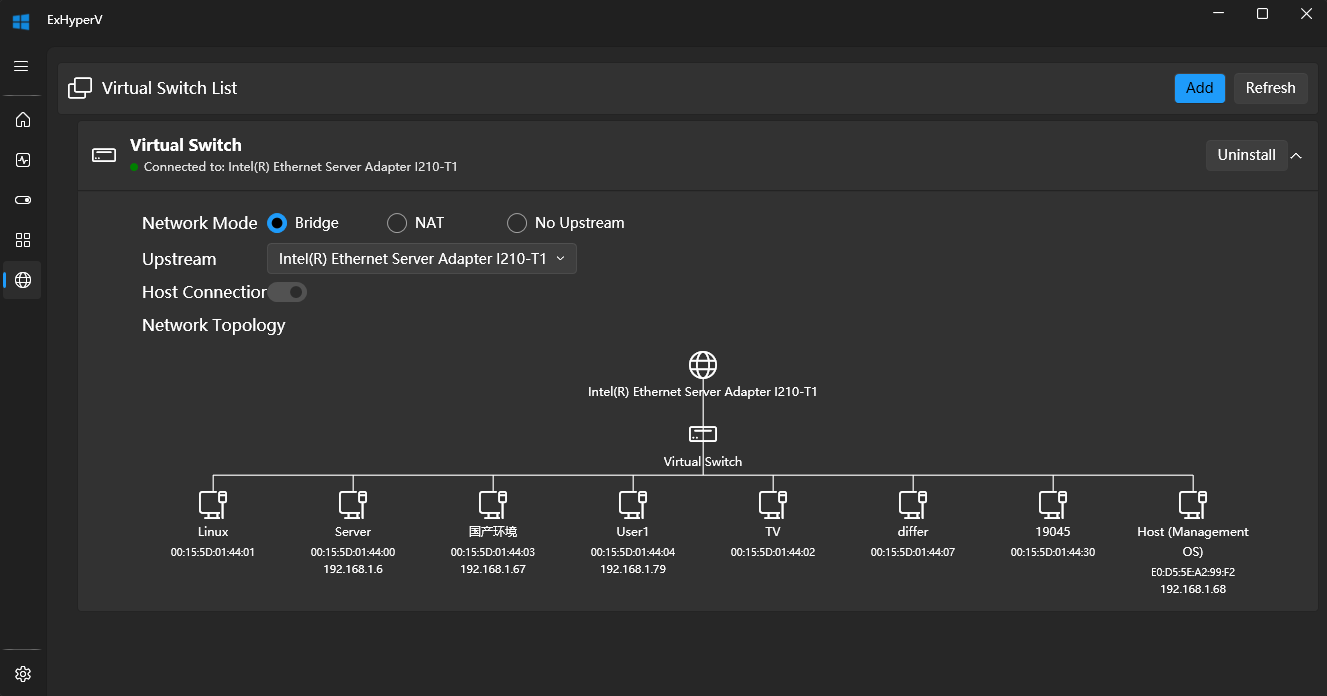 ExHyperV
Virtual Switch List
Add
Refresh
Virtual Switch
Connected to: Intel(R) Ethernet Server Adapter I210-T1
Uninstall
Network Mode
Bridge
NAT
No Upstream
Upstream
Intel(R) Ethernet Server Adapter I210-T1
Host Connection
Network Topology
Intel(R) Ethernet Server Adapter I210-T1
Virtual Switch
Linux
00:15:5D:01:44:01
Server
00:15:5D:01:44:00
192.168.1.6
国产环境
00:15:5D:01:44:03
192.168.1.67
User1
00:15:5D:01:44:04
192.168.1.79
TV
00:15:5D:01:44:02
differ
00:15:5D:01:44:07
19045
00:15:5D:01:44:30
Host (Management
OS)
E0:D5:5E:A2:99:F2
192.168.1.68